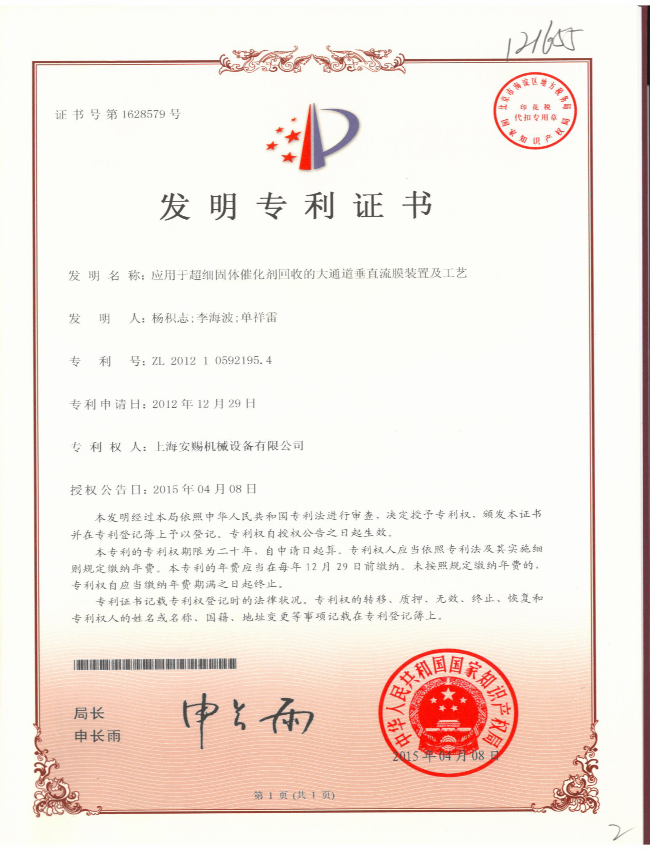 121655
证书号第1628579号
北京市海淀区地方税务局
印花税
代扣专用章
国家知识产权局
发明专利证书
发明名称：应用于超细固体催化剂回收的大通道垂直流膜装置及工艺
发明人：杨积志;李海波;单祥雷
专利号：ZL 2012 1 0592195.4
专利申请日：2012年12月29日
专利权人：上海安赐机械设备有限公司
授权公告日：2015年04月08日
本发明经过本局依照中华人民共和国专利法进行审查，决定授予专利权，颁发本证书
并在专利登记簿上予以登记。专利权自授权公告之日起生效。
本专利的专利权期限为二十年，自申请日起算。专利权人应当依照专利法及其实施细
则规定缴纳年费。本专利的年费应当在每年12月29日前缴纳。未按照规定缴纳年费的，
专利权自应当缴纳年费期满之日起终止。
专利证书记载专利权登记时的法律状况。专利权的转移、质押、无效、终止、恢复和
专利权人的姓名或名称、国籍、地址变更等事项记载在专利登记簿上。
局长
申长雨
申长雨
中华人民共和国国家知识产权局
2015年04月08日
第1页(共1页)
2